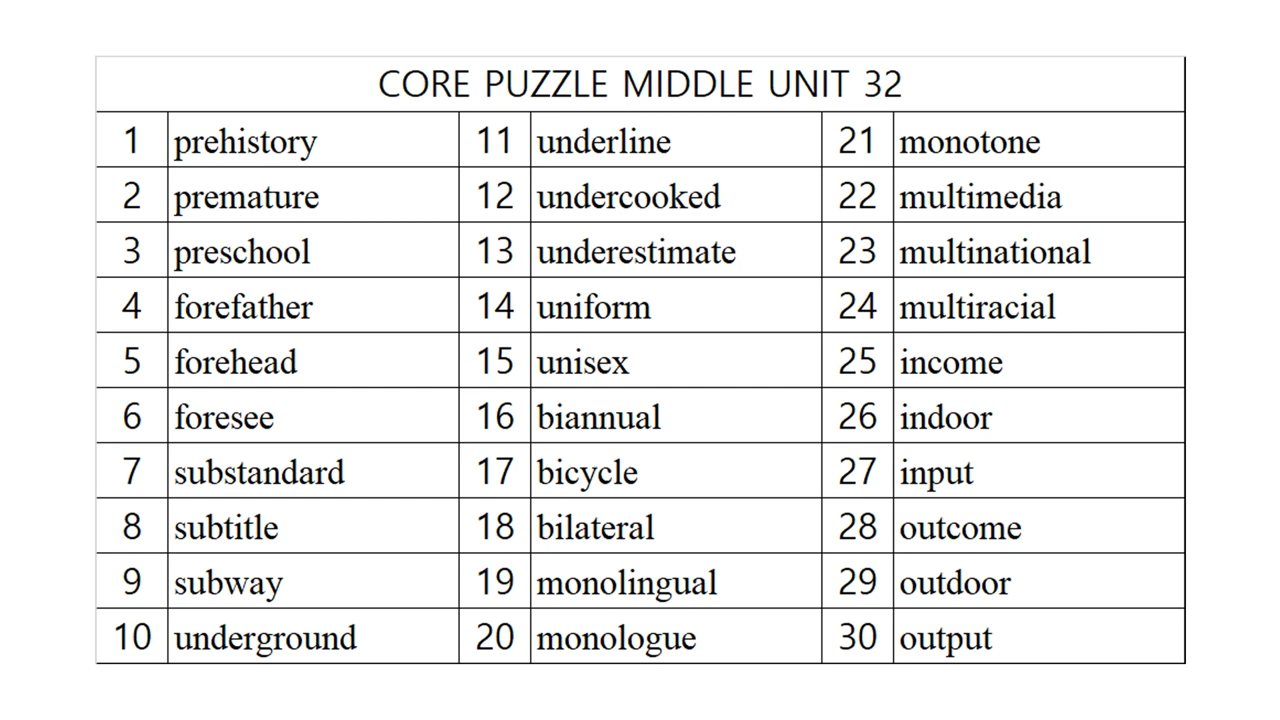 CORE PUZZLE MIDDLE UNIT 32
1 prehistory 11 underline 21 monotone
2 premature 12 undercooked 22 multimedia
3 preschool 13 underestimate 23 multinational
4 forefather 14 uniform 24 multiracial
5 forehead 15 unisex 25 income
6 foresee 16 biannual 26 indoor
7 substandard 17 bicycle 27 input
8 subtitle 18 bilateral 28 outcome
9 subway 19 monolingual 29 outdoor
10 underground 20 monologue 30 output